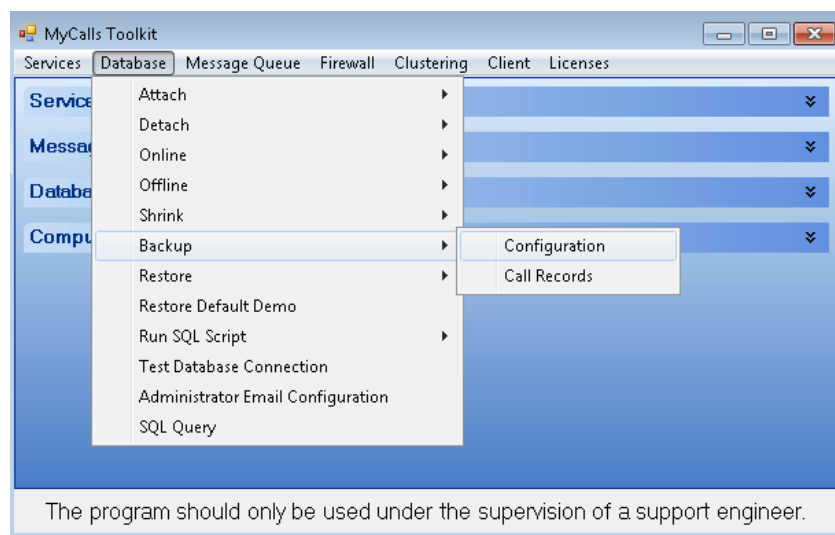 MyCalls Toolkit
Services Database Message Queue Firewall Clustering Client Licenses
Service
Messa
Databa
Compu
Attach
Detach
Online
Offline
Shrink
Backup
Restore
Restore Default Demo
Run SQL Script
Test Database Connection
Administrator Email Configuration
SQL Query
Configuration
Call Records
The program should only be used under the supervision of a support engineer.